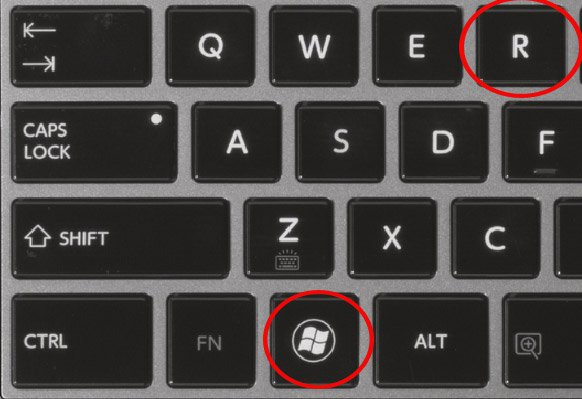 Q W E R
CAPS
LOCK
A S D F
SHIFT Z X C
CTRL FN ALT